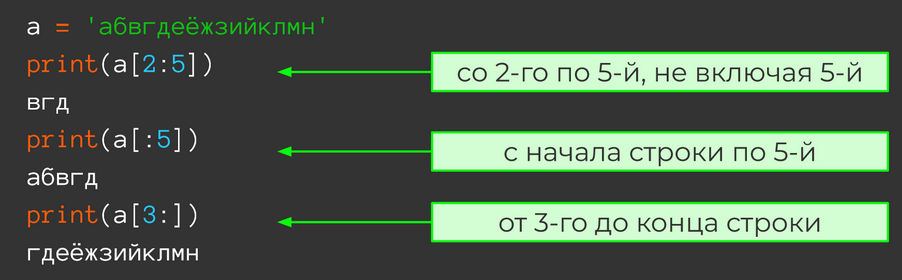 a = 'абвгдеёжзийклмн'
print(a[2:5])
со 2-го по 5-й, не включая 5-й
вгд
print(a[:5])
с начала строки по 5-й
абвгд
print(a[3:])
от 3-го до конца строки
гдеёжзийклмн